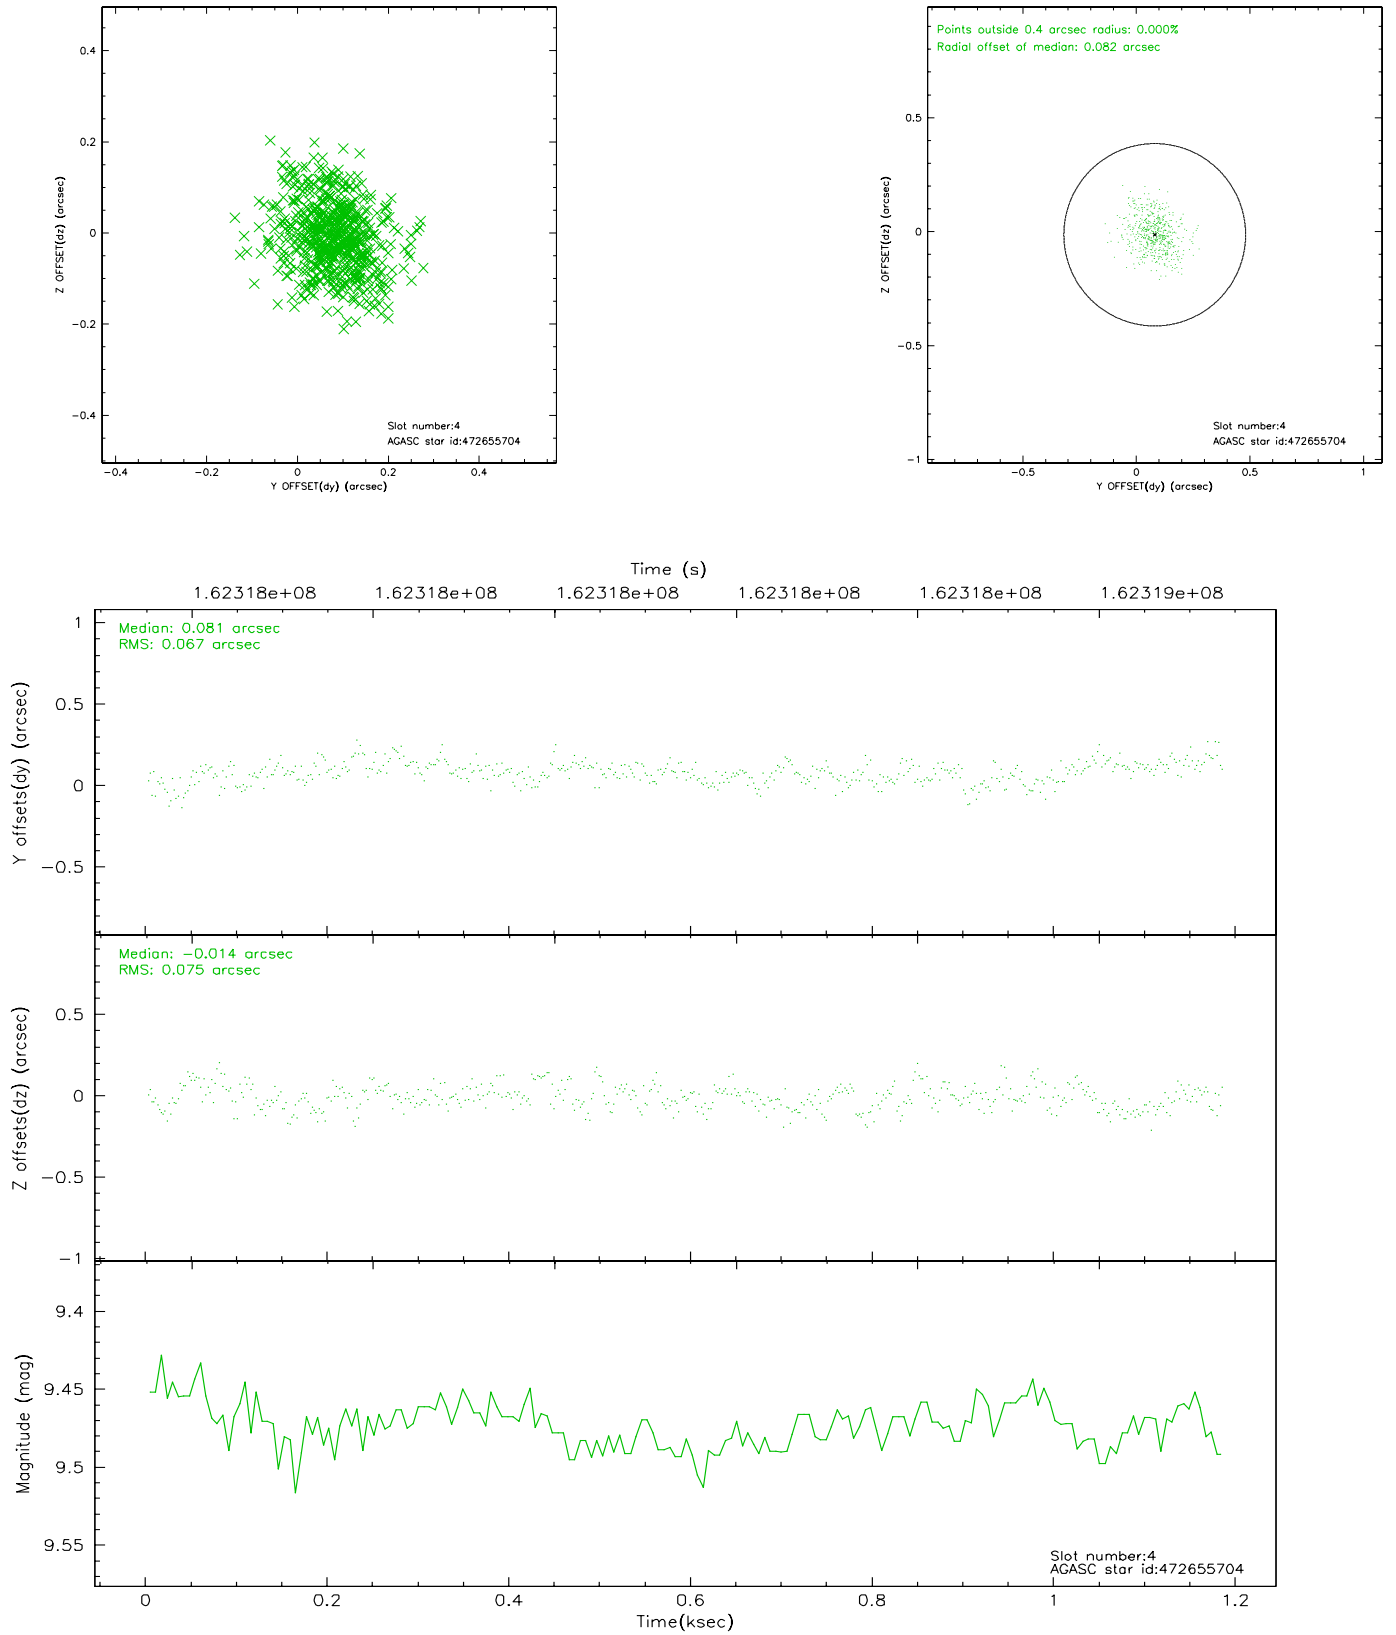 0.4
0.2
0
−0.2
−0.4
Z OFFSET(dz) (arcsec)
Slot number:4
AGASC star id:472655704
−0.4 −0.2 0 0.2 0.4
Y OFFSET(dy) (arcsec)
Points outside 0.4 arcsec radius: 0.000%
Radial offset of median: 0.082 arcsec
0.5
0
−0.5
−1
Z OFFSET(dz) (arcsec)
Slot number:4
AGASC star id:472655704
−0.5 0 0.5 1
Y OFFSET(dy) (arcsec)
Time (s)
1.62318e+08 1.62318e+08 1.62318e+08 1.62318e+08 1.62318e+08 1.62319e+08
Median: 0.081 arcsec
RMS: 0.067 arcsec
1
0.5
0
−0.5
Y offsets(dy) (arcsec)
Median: −0.014 arcsec
RMS: 0.075 arcsec
0.5
0
−0.5
−1
Z offsets(dz) (arcsec)
9.4
9.45
9.5
9.55
Magnitude (mag)
Slot number:4
AGASC star id:472655704
0 0.2 0.4 0.6 0.8 1 1.2
Time(ksec)